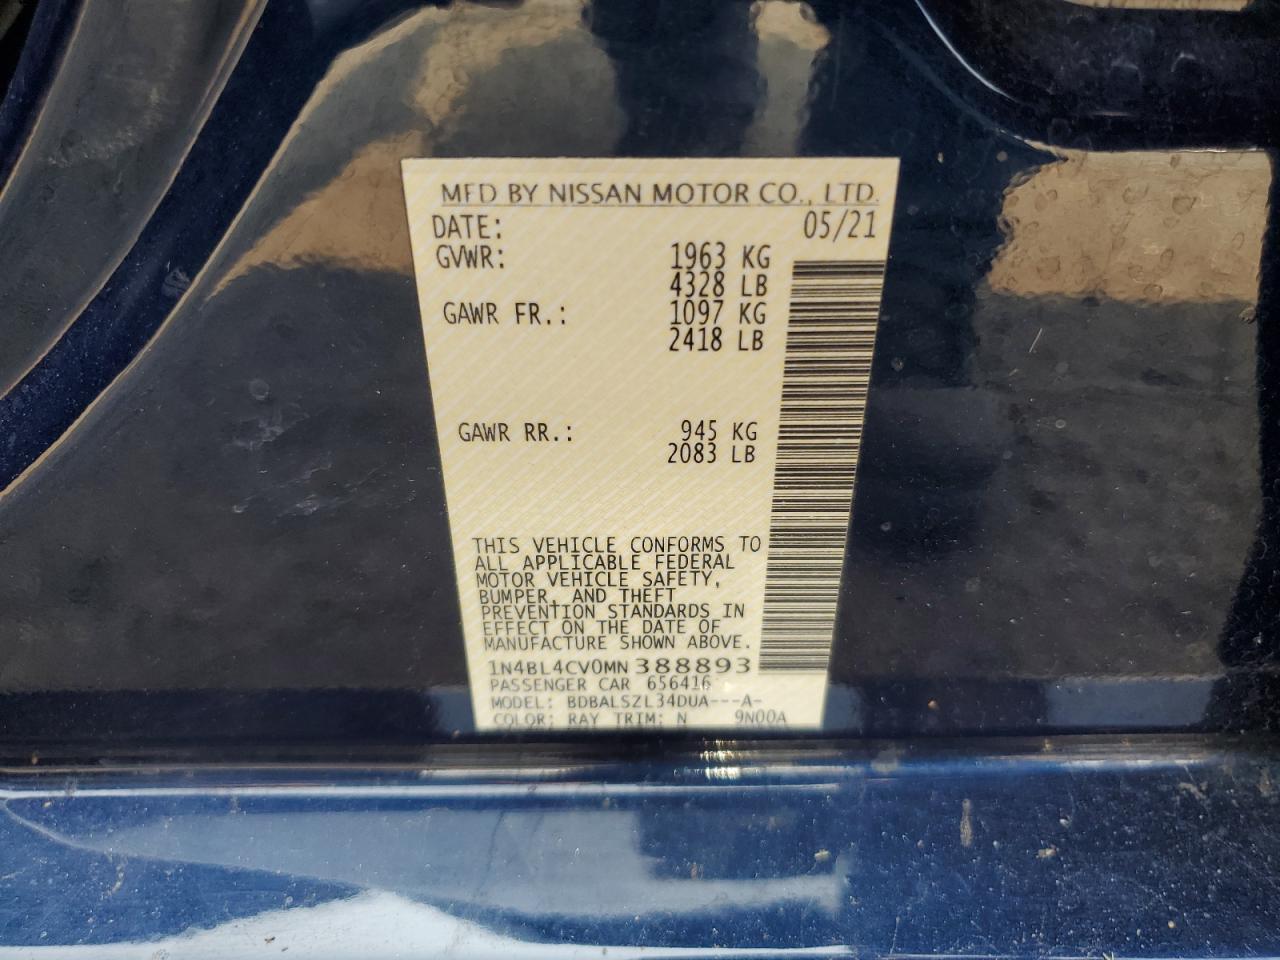 MFD BY NISSAN MOTOR CO., LTD.
DATE: 05/21
GVWR: 1963 KG
4328 LB
GAWR FR.: 1097 KG
2418 LB
GAWR RR.: 945 KG
2083 LB
THIS VEHICLE CONFORMS TO
ALL APPLICABLE FEDERAL
MOTOR VEHICLE SAFETY,
BUMPER, AND THEFT
PREVENTION STANDARDS IN
EFFECT ON THE DATE OF
MANUFACTURE SHOWN ABOVE.
1N4BL4CV0MN388893
PASSENGER CAR 656416
MODEL: BDBALSZL34DUA---A-
COLOR: RAY TRIM: N 9N00A